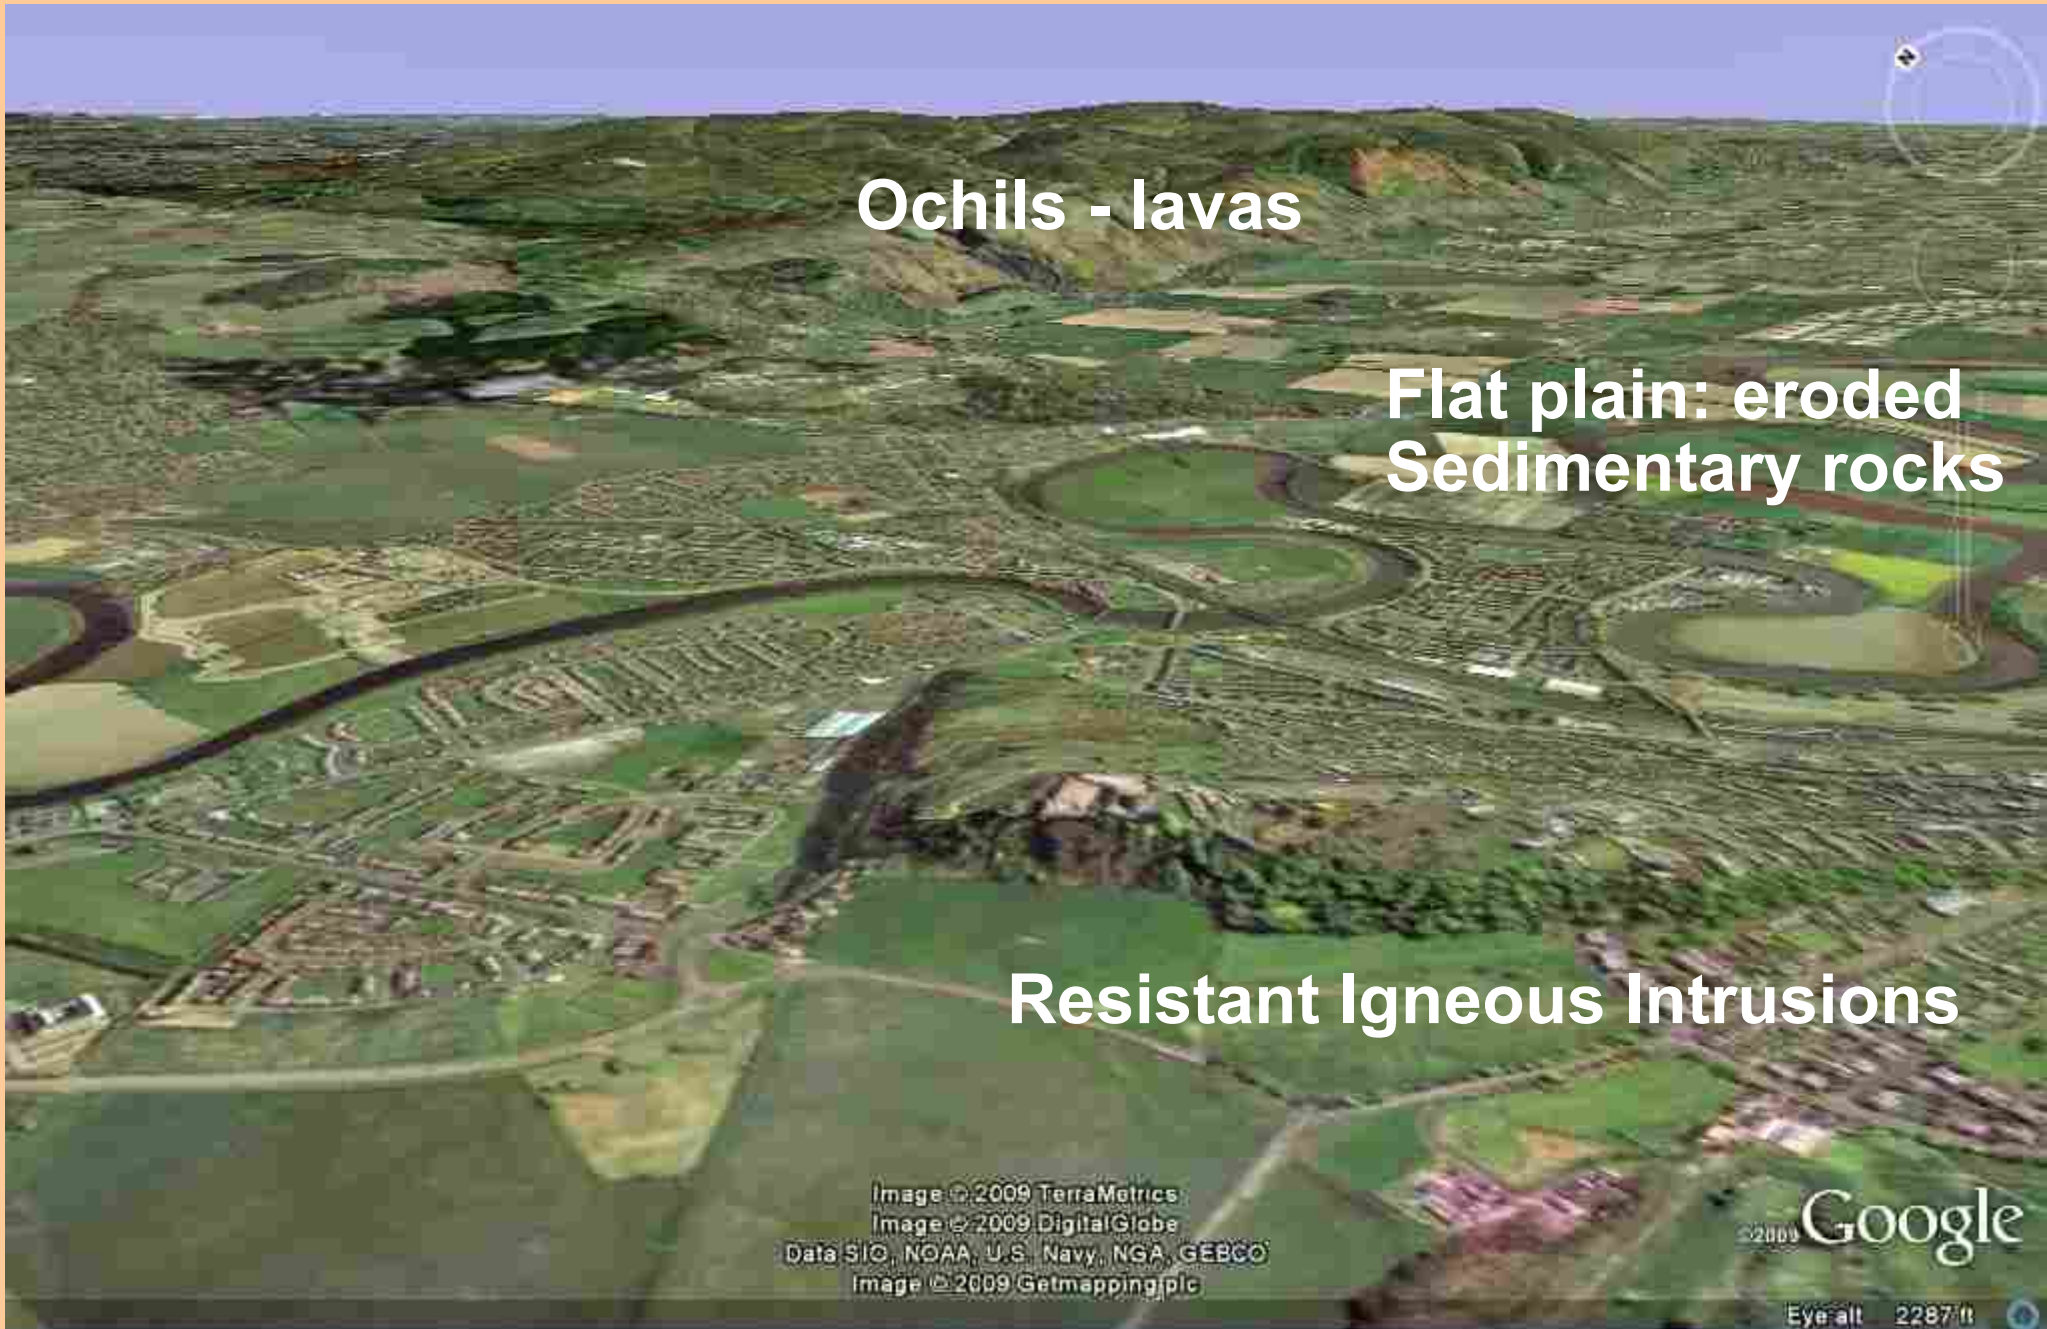 N
Ochils - lavas
Flat plain: eroded
Sedimentary rocks
Resistant Igneous Intrusions
Image © 2009 TerraMetrics
Image © 2009 DigitalGlobe
Data SIO, NOAA, U.S. Navy, NGA, GEBCO
Image © 2009 Getmapping plc
©2009 Google
Eye alt 2287 ft